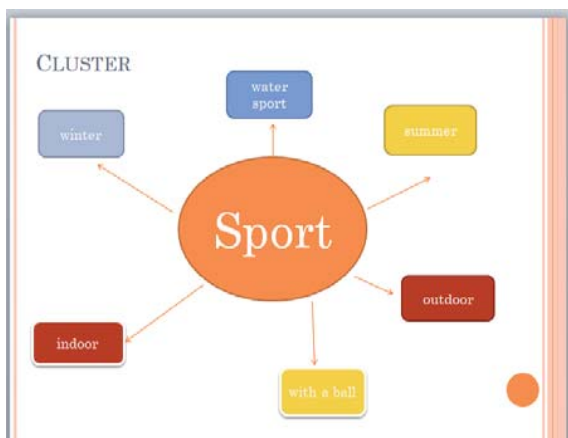 CLUSTER
water
sport
winter
summer
Sport
outdoor
indoor
with a ball